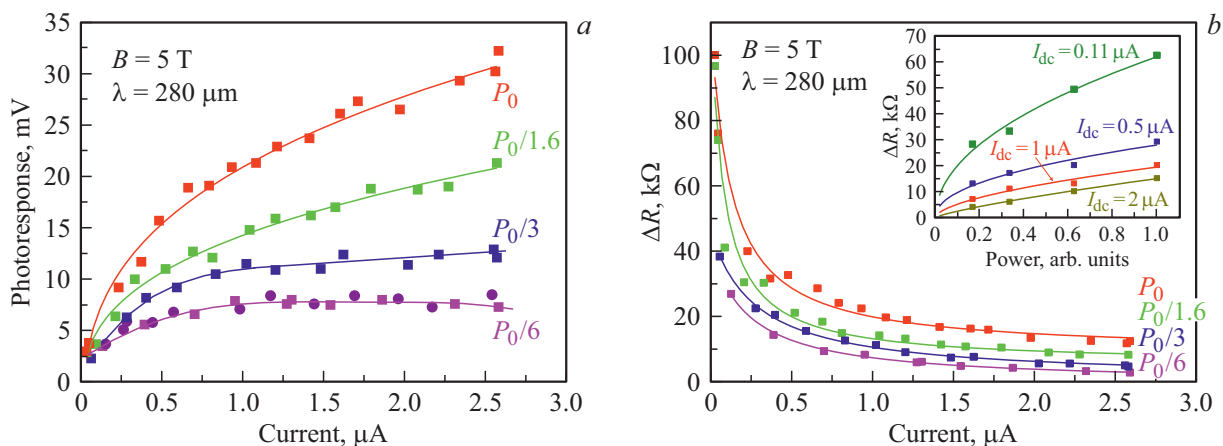 a
35
30
25
20
15
10
5
0
Photoresponse, mV
B = 5 T
λ = 280 μm
P0
P0/1.6
P0/3
P0/6
0 0.5 1.0 1.5 2.0 2.5 3.0
Current, μA
b
100
80
60
40
20
0
ΔR, kΩ
B = 5 T
λ = 280 μm
70
60
50
40
30
20
10
0
ΔR, kΩ
Idc = 0.11 μA
Idc = 0.5 μA
Idc = 1 μA
Idc = 2 μA
0 0.2 0.4 0.6 0.8 1.0
Power, arb. units
P0
P0/1.6
P0/3
P0/6
0 0.5 1.0 1.5 2.0 2.5 3.0
Current, μA